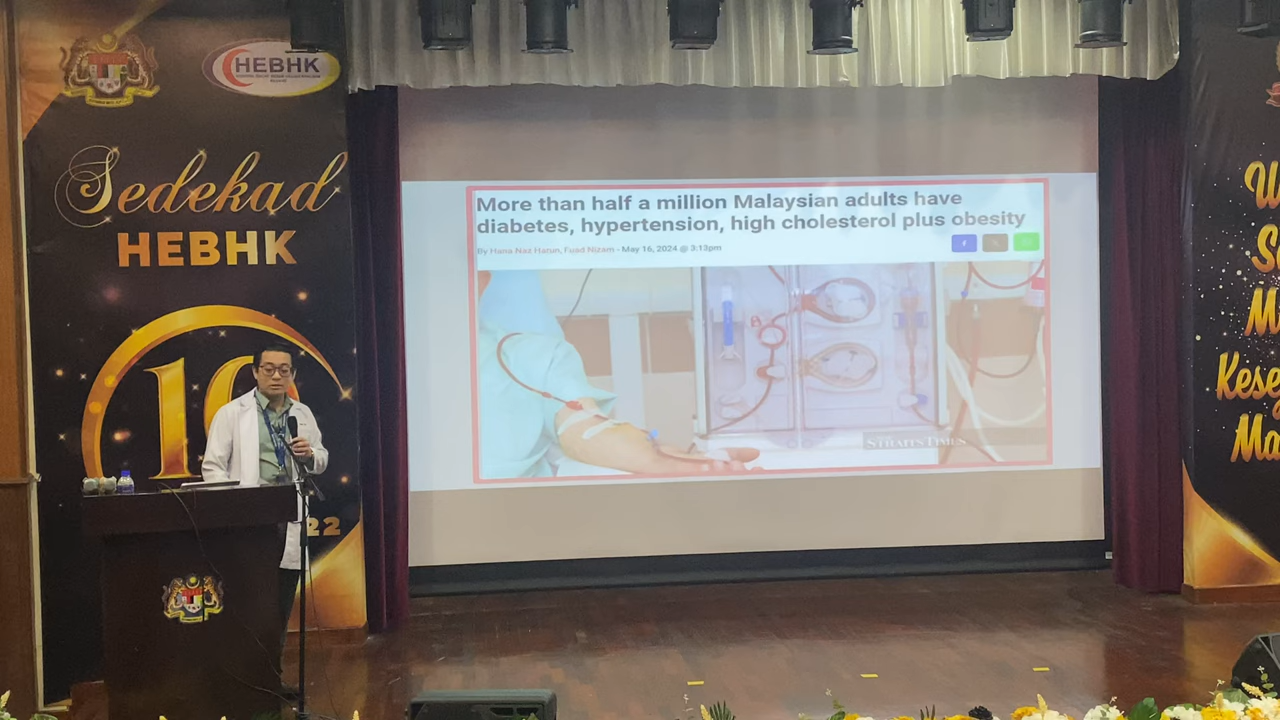 HEBHK
Sedekad
HEBHK
10
22
More than half a million Malaysian adults have
diabetes, hypertension, high cholesterol plus obesity
By Hana Naz Harun, Fuad Nizam - May 16, 2024 @ 3:13pm
STRAITS TIMES